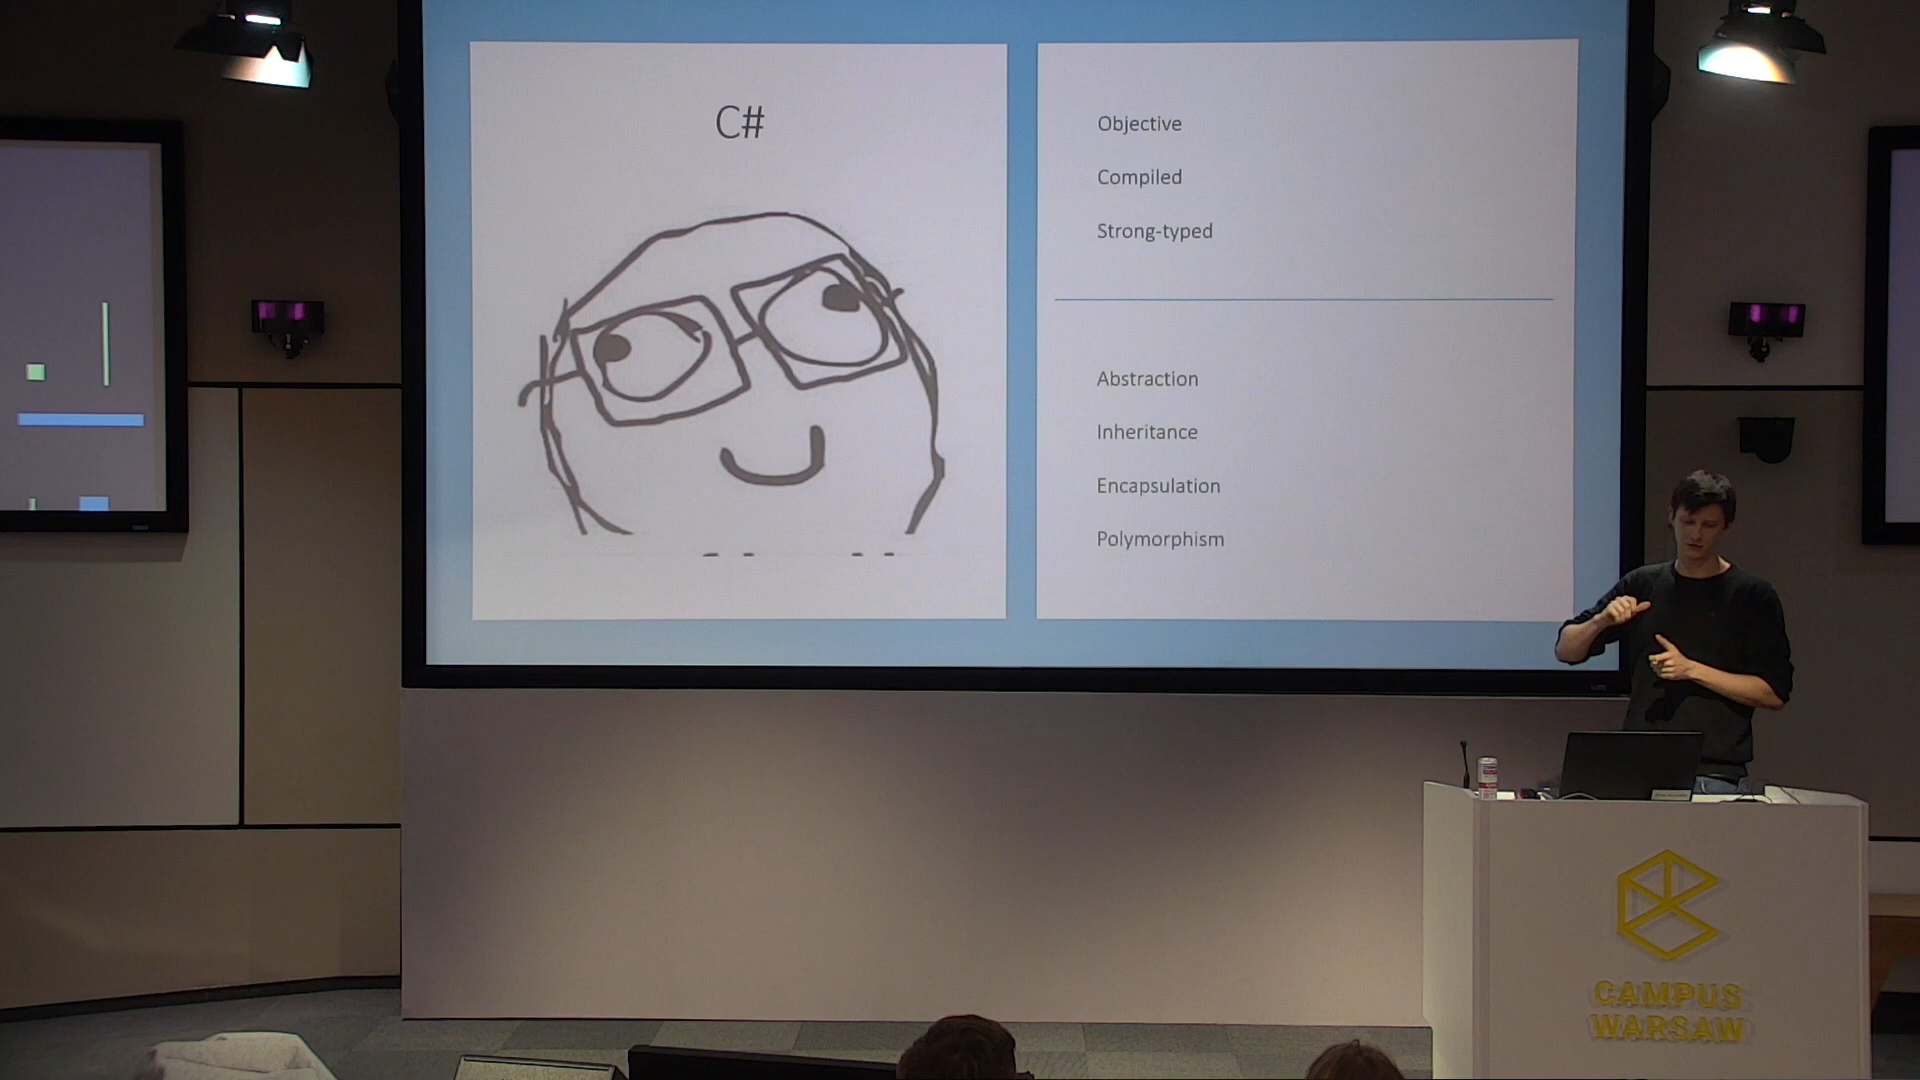 C#
Objective
Compiled
Strong-typed
Abstraction
Inheritance
Encapsulation
Polymorphism
CAMPUS
WARSAW